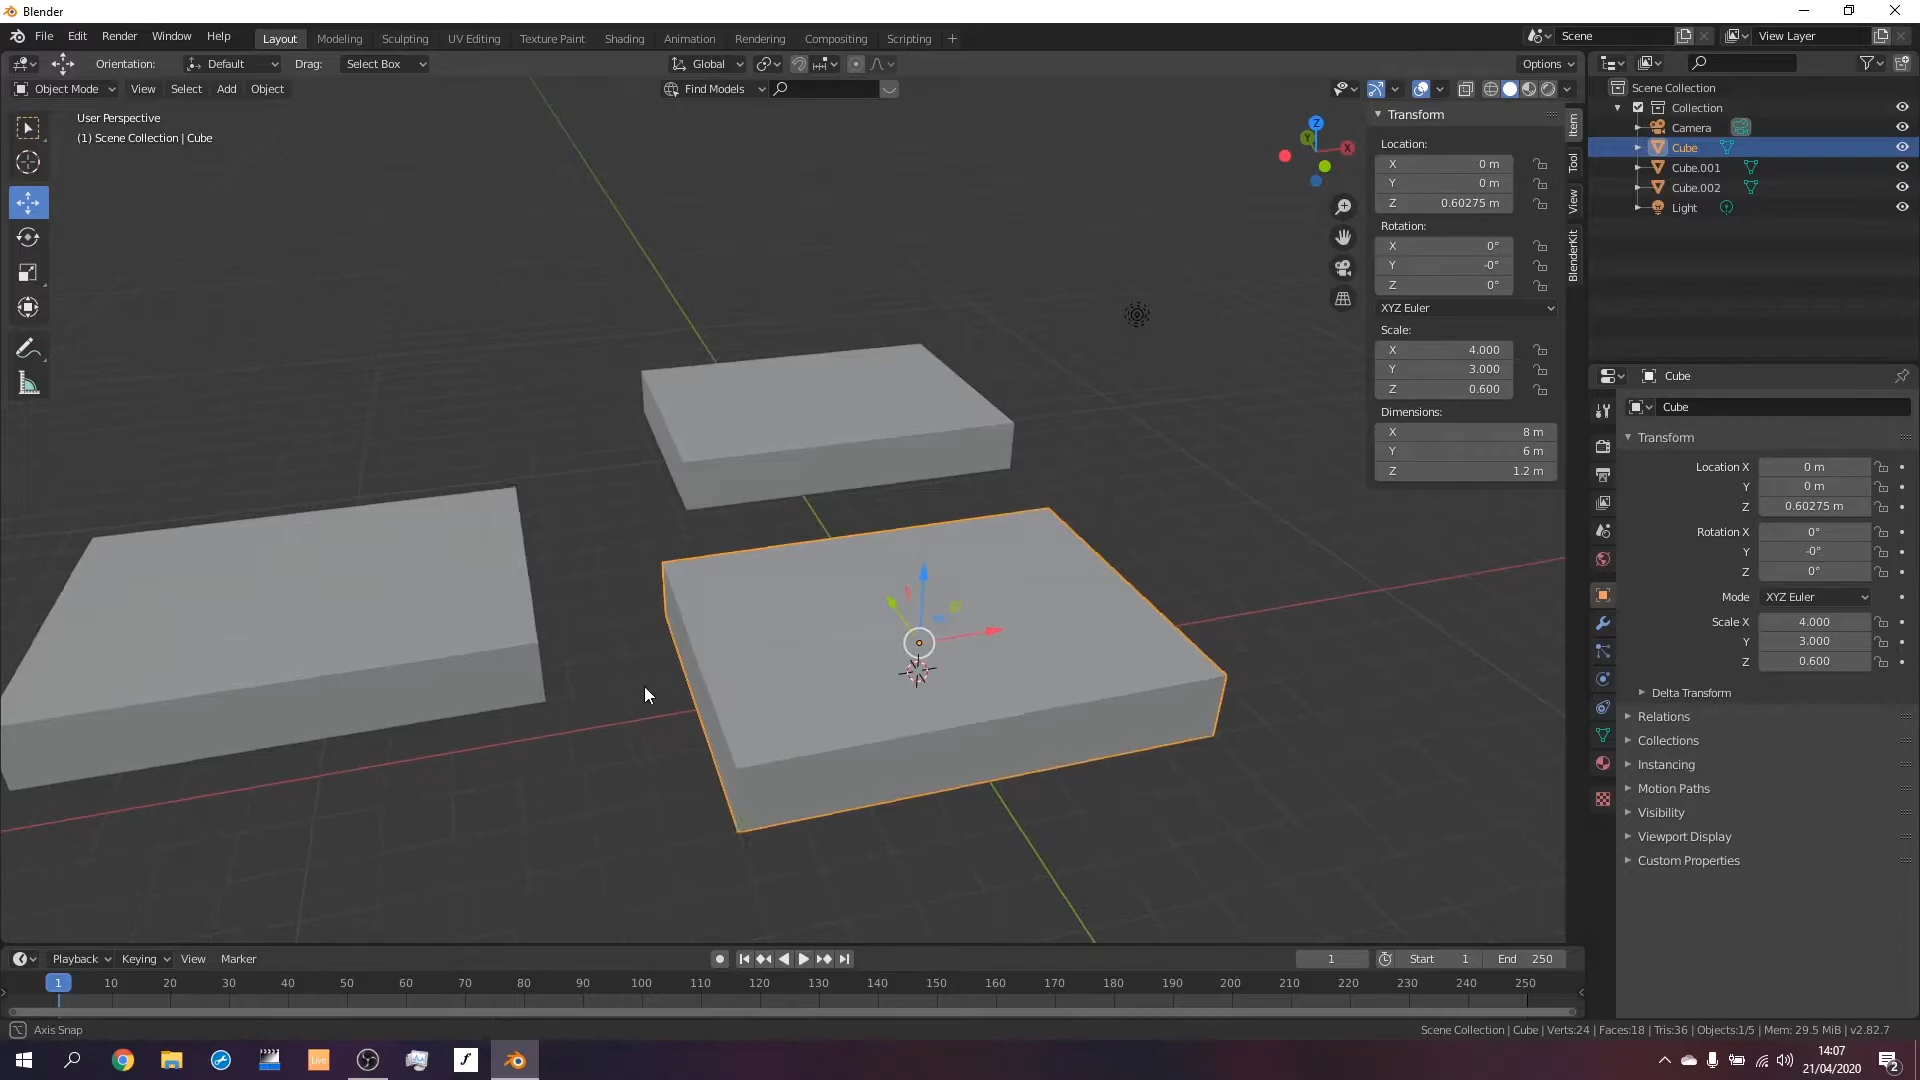 Blender
File Edit Render Window Help
Layout Modeling Sculpting UV Editing Texture Paint Shading Animation Rendering Compositing Scripting +
Scene
View Layer
Orientation: Default Drag: Select Box
Global
Options
Object Mode View Select Add Object
Find Models
User Perspective
(1) Scene Collection | Cube
Z
Y
X
Transform
Location:
X 0 m
Y 0 m
Z 0.60275 m
Rotation:
X 0°
Y -0°
Z 0°
XYZ Euler
Scale:
X 4.000
Y 3.000
Z 0.600
Dimensions:
X 8 m
Y 6 m
Z 1.2 m
Item
Tool
View
BlenderKit
Scene Collection
Collection
Camera
Cube
Cube.001
Cube.002
Light
Cube
Cube
Transform
Location X 0 m
Y 0 m
Z 0.60275 m
Rotation X 0°
Y -0°
Z 0°
Mode XYZ Euler
Scale X 4.000
Y 3.000
Z 0.600
Delta Transform
Relations
Collections
Instancing
Motion Paths
Visibility
Viewport Display
Custom Properties
Playback Keying View Marker
1 Start 1 End 250
1 10 20 30 40 50 60 70 80 90 100 110 120 130 140 150 160 170 180 190 200 210 220 230 240 250
Axis Snap
Scene Collection | Cube | Verts:24 | Faces:18 | Tris:36 | Objects:1/5 | Mem: 29.5 MiB | v2.82.7
Live
f
14:07
21/04/2020
2